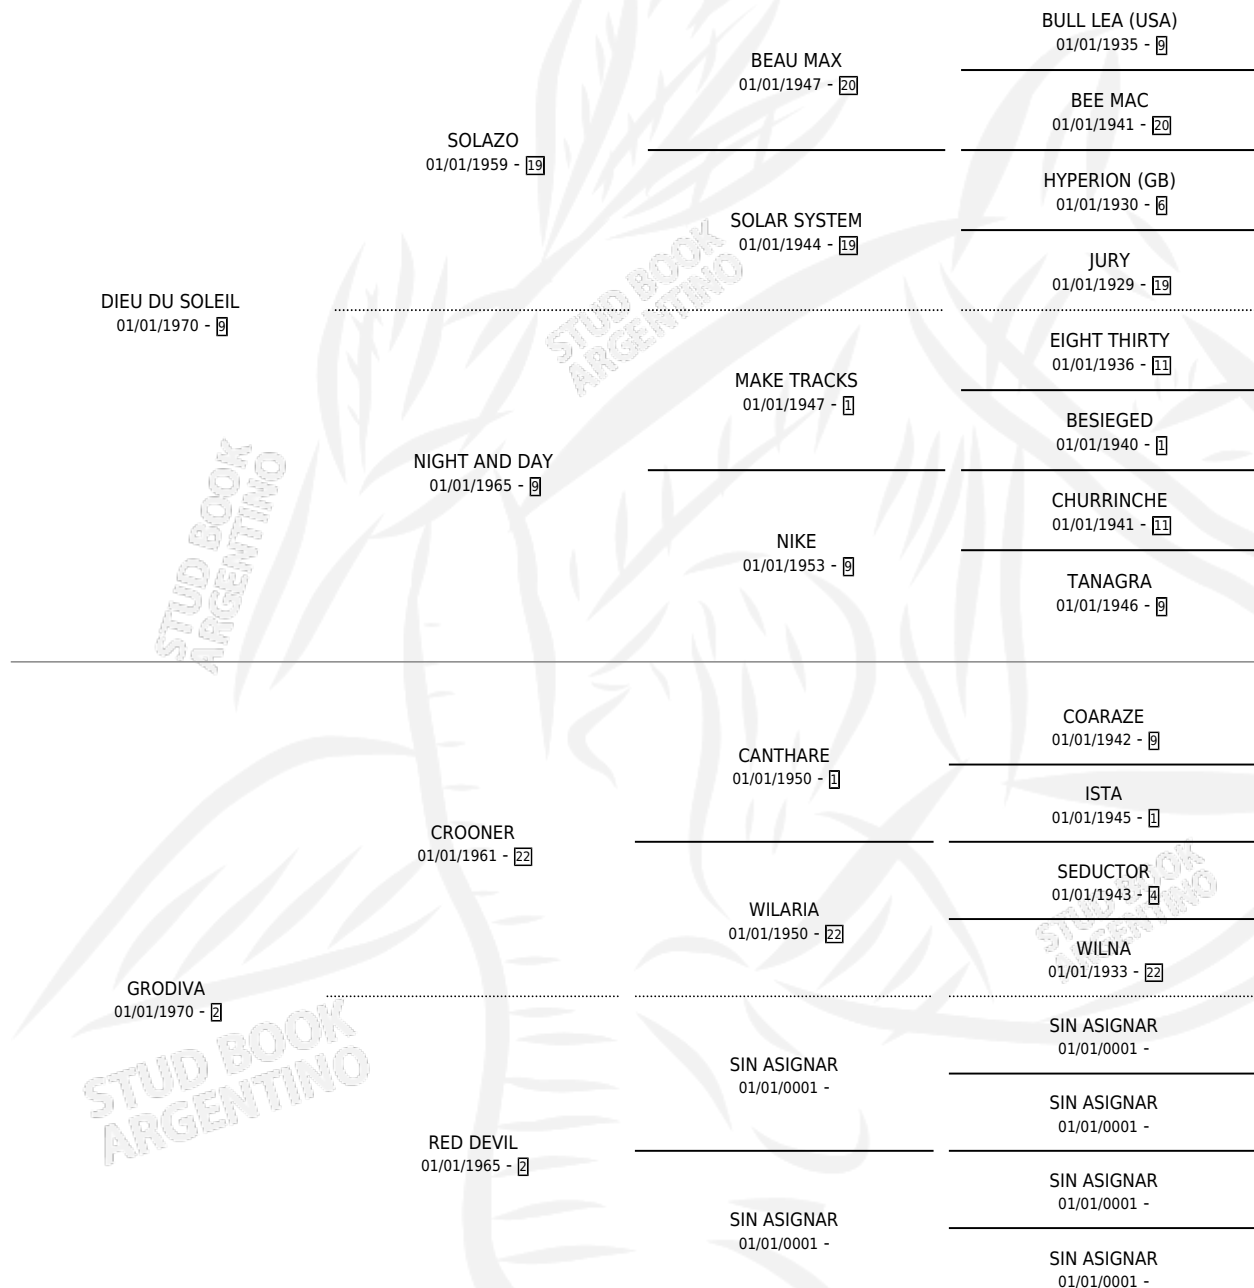 BULL LEA (USA)
01/01/1935 - 9
BEAU MAX
01/01/1947 - 20
BEE MAC
01/01/1941 - 20
SOLAZO
01/01/1959 - 19
HYPERION (GB)
01/01/1930 - 6
SOLAR SYSTEM
01/01/1944 - 19
JURY
01/01/1929 - 19
DIEU DU SOLEIL
01/01/1970 - 9
EIGHT THIRTY
01/01/1936 - 11
MAKE TRACKS
01/01/1947 - 1
BESIEGED
01/01/1940 - 1
NIGHT AND DAY
01/01/1965 - 9
CHURRINCHE
01/01/1941 - 11
NIKE
01/01/1953 - 9
TANAGRA
01/01/1946 - 9
COARAZE
01/01/1942 - 9
CANTHARE
01/01/1950 - 1
ISTA
01/01/1945 - 1
CROONER
01/01/1961 - 22
SEDUCTOR
01/01/1943 - 4
WILARIA
01/01/1950 - 22
WILNA
01/01/1933 - 22
GRODIVA
01/01/1970 - 2
SIN ASIGNAR
01/01/0001 -
SIN ASIGNAR
01/01/0001 -
SIN ASIGNAR
01/01/0001 -
RED DEVIL
01/01/1965 - 2
SIN ASIGNAR
01/01/0001 -
SIN ASIGNAR
01/01/0001 -
SIN ASIGNAR
01/01/0001 -
STUD BOOK
ARGENTINO
STUD BOOK
ARGENTINO
STUD BOOK
ARGENTINO
STUD BOOK
ARGENTINO